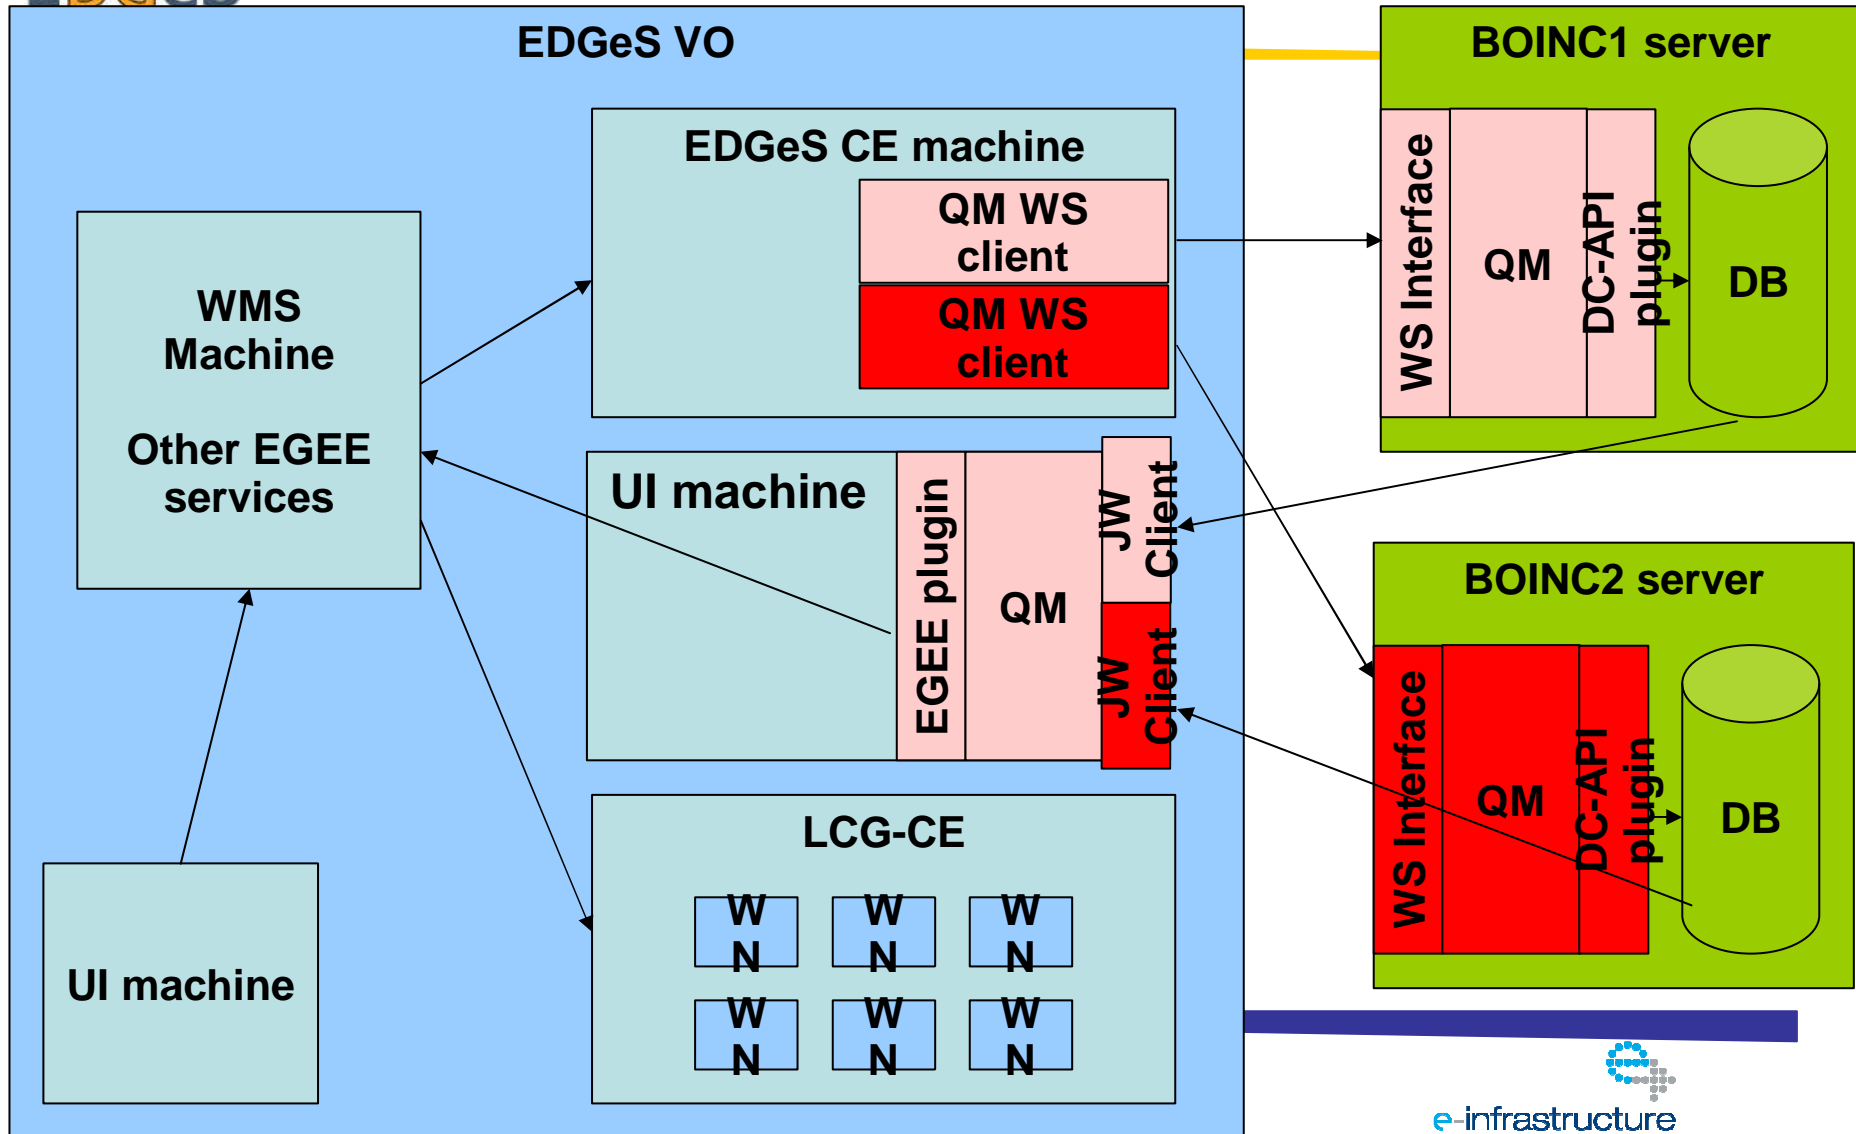 EDGeS VO
BOINC1 server
EDGeS CE machine
QM WS
client
QM WS
client
WS Interface
QM
DC-API
plugin
DB
WMS
Machine
Other EGEE
services
UI machine
EGEE plugin
QM
JW
Client
JW
Client
BOINC2 server
WS Interface
QM
DC-API
plugin
DB
LCG-CE
W
N
W
N
W
N
W
N
W
N
W
N
UI machine
e-infrastructure